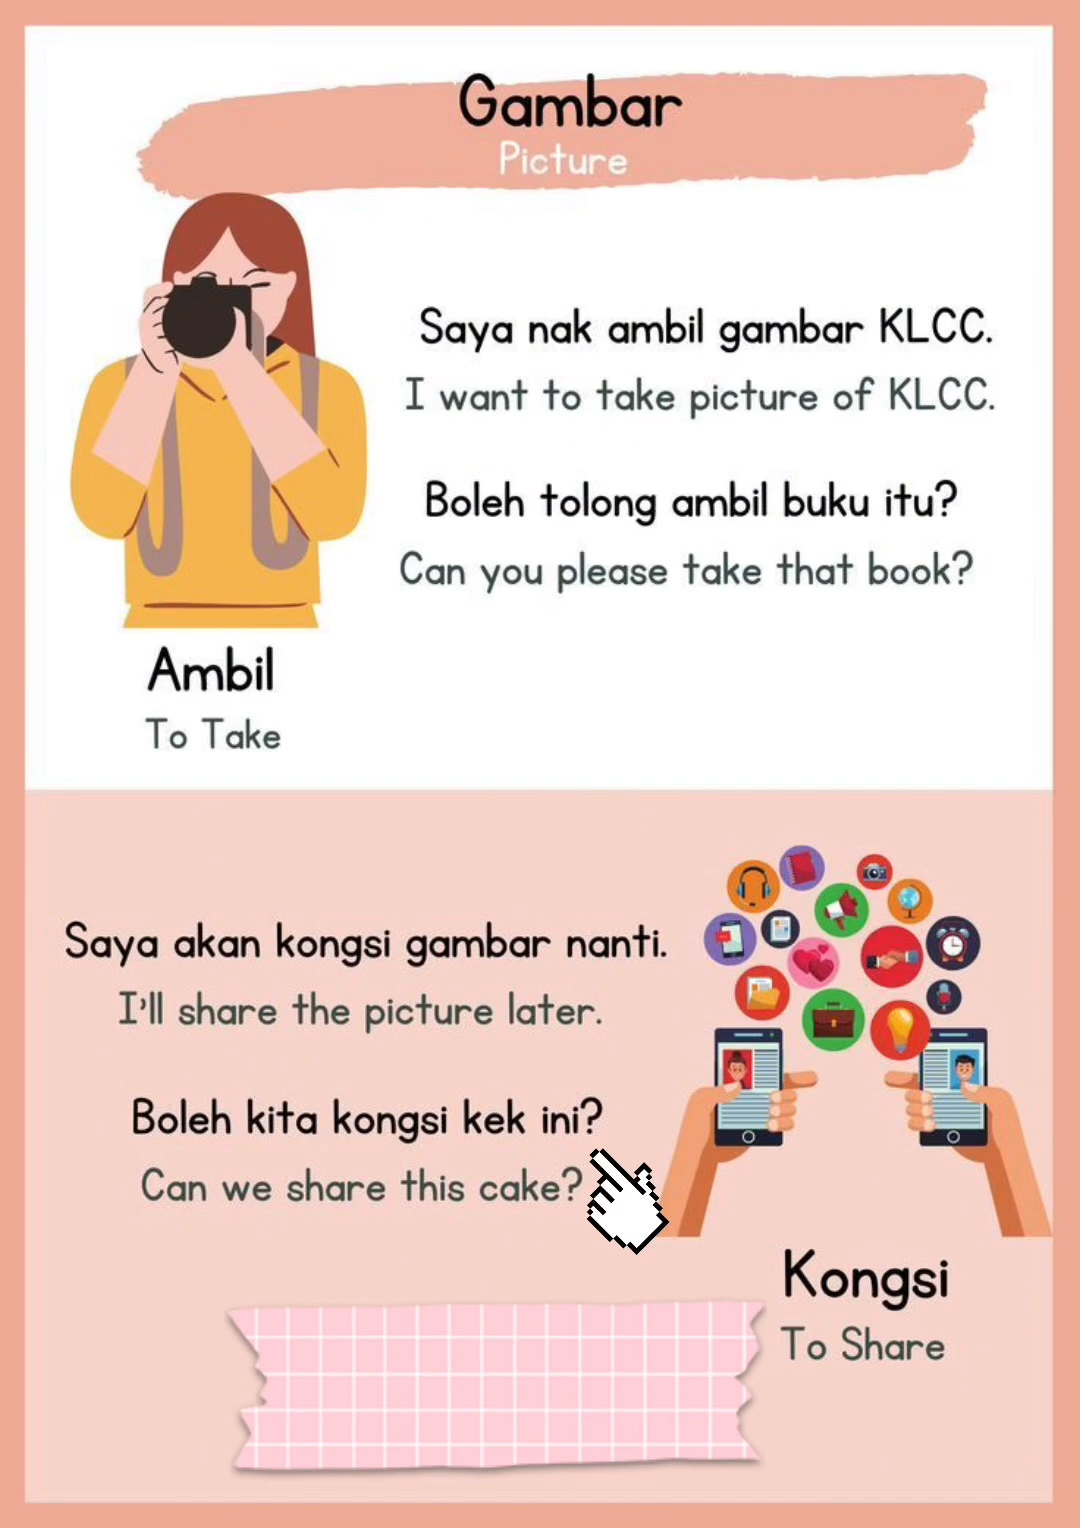 Gambar
Picture
Saya nak ambil gambar KLCC.
I want to take picture of KLCC.
Boleh tolong ambil buku itu?
Can you please take that book?
Ambil
To Take
Saya akan kongsi gambar nanti.
I'll share the picture later.
Boleh kita kongsi kek ini?
Can we share this cake?
Kongsi
To Share